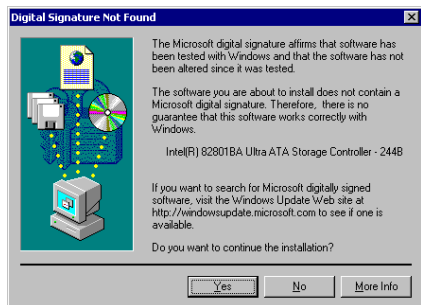 Digital Signature Not Found
The Microsoft digital signature affirms that software has
been tested with Windows and that the software has not
been altered since it was tested.
The software you are about to install does not contain a
Microsoft digital signature. Therefore, there is no
guarantee that this software works correctly with
Windows.
Intel(R) 82801BA Ultra ATA Storage Controller - 244B
If you want to search for Microsoft digitally signed
software, visit the Windows Update Web site at
http://windowsupdate.microsoft.com to see if one is
available.
Do you want to continue the installation?
Yes No More Info